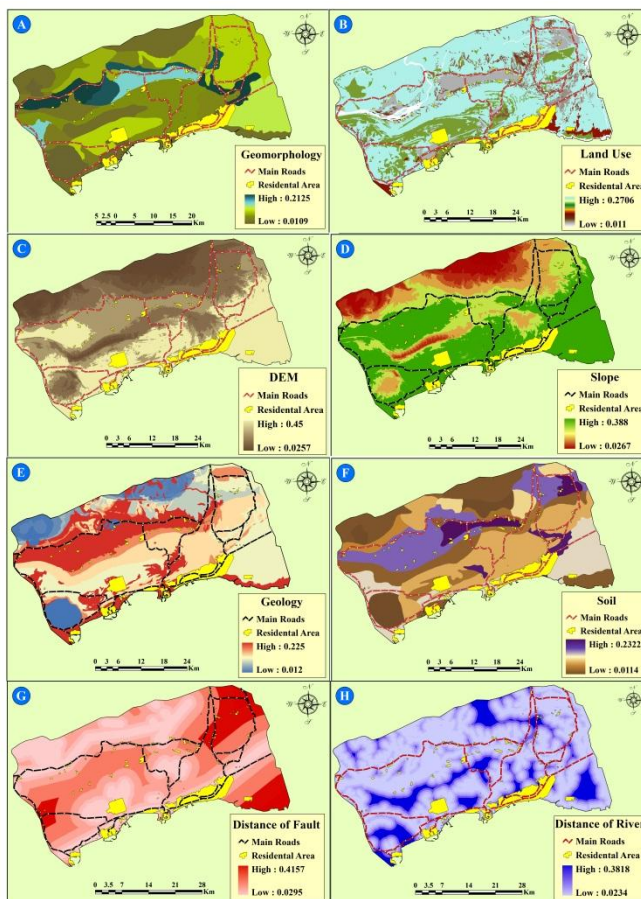 A
N
W E
S
Geomorphology
Main Roads
Residental Area
High : 0.2125
Low : 0.0109
5 2.5 0 5 10 15 20
Km
B
N
W E
S
Land Use
Main Roads
Residental Area
High : 0.2706
Low : 0.011
0 3 6 12 18 24
Km
C
N
S
DEM
Main Roads
Residental Area
High : 0.45
Low : 0.0257
0 3 6 12 18 24
Km
D
N
S
Slope
Main Roads
Residental Area
High : 0.388
Low : 0.0267
0 3 6 12 18 24
Km
E
N
S
Geology
Main Roads
Residental Area
High : 0.225
Low : 0.012
0 3 6 12 18 24
Km
F
N
S
Soil
Main Roads
Residental Area
High : 0.2322
Low : 0.0114
0 3 6 12 18 24
Km
G
N
S
Distance of Fault
Main Roads
Residental Area
High : 0.4157
Low : 0.0295
0 3.5 7 14 21 28
Km
H
N
S
Distance of River
Main Roads
Residental Area
High : 0.3818
Low : 0.0234
0 3.5 7 14 21 28
Km